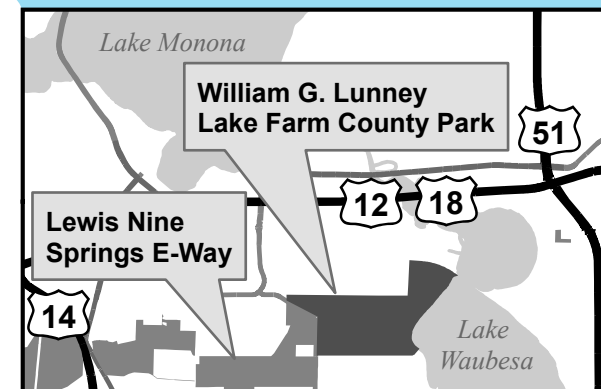 Lake Monona
William G. Lunney
Lake Farm County Park
51
12
18
Lewis Nine
Springs E-Way
14
Lake
Waubesa